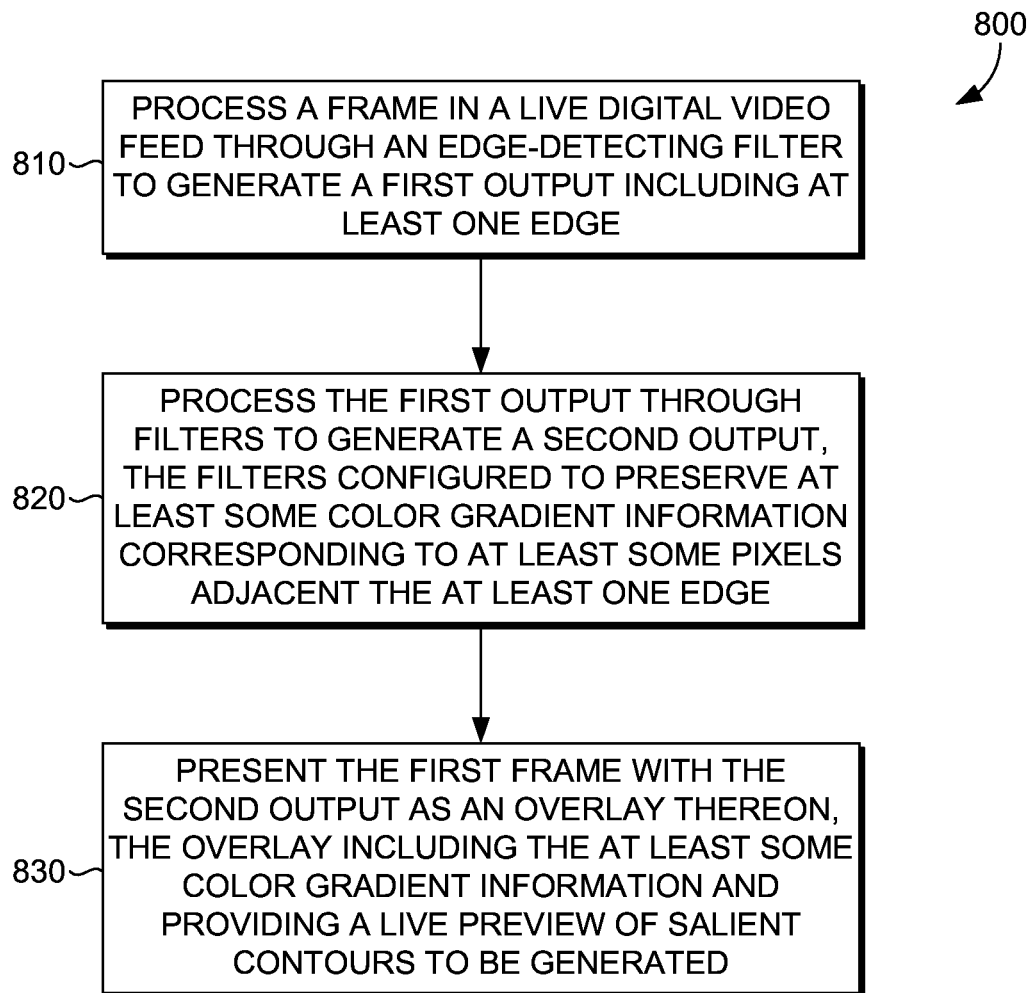 800
PROCESS A FRAME IN A LIVE DIGITAL VIDEO
FEED THROUGH AN EDGE-DETECTING FILTER
TO GENERATE A FIRST OUTPUT INCLUDING AT
LEAST ONE EDGE
810
PROCESS THE FIRST OUTPUT THROUGH
FILTERS TO GENERATE A SECOND OUTPUT,
THE FILTERS CONFIGURED TO PRESERVE AT
LEAST SOME COLOR GRADIENT INFORMATION
CORRESPONDING TO AT LEAST SOME PIXELS
ADJACENT THE AT LEAST ONE EDGE
820
PRESENT THE FIRST FRAME WITH THE
SECOND OUTPUT AS AN OVERLAY THEREON,
THE OVERLAY INCLUDING THE AT LEAST SOME
COLOR GRADIENT INFORMATION AND
PROVIDING A LIVE PREVIEW OF SALIENT
CONTOURS TO BE GENERATED
830